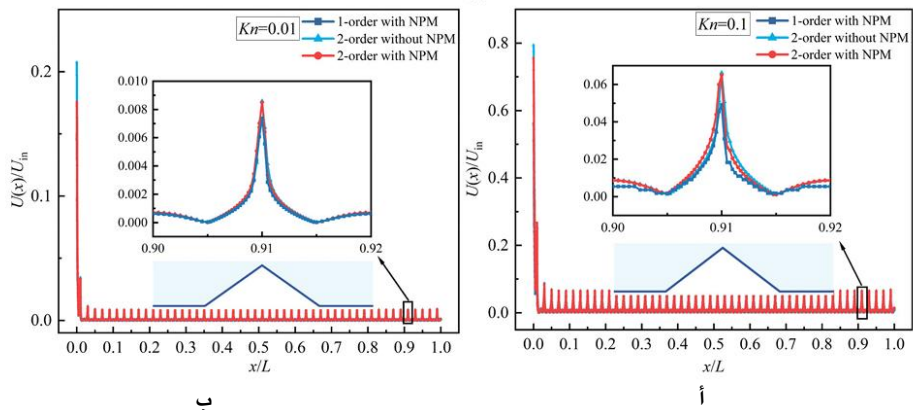 Kn=0.01
1-order with NPM
2-order without NPM
2-order with NPM
U(x)/Uin
0.2
0.1
0.0
0.010
0.008
0.006
0.004
0.002
0.000
0.90 0.91 0.92
0.0 0.1 0.2 0.3 0.4 0.5 0.6 0.7 0.8 0.9 1.0
x/L
ب
Kn=0.1
1-order with NPM
2-order without NPM
2-order with NPM
U(x)/Uin
0.8
0.6
0.4
0.2
0.0
0.06
0.04
0.02
0.00
0.90 0.91 0.92
0.0 0.1 0.2 0.3 0.4 0.5 0.6 0.7 0.8 0.9 1.0
x/L
أ